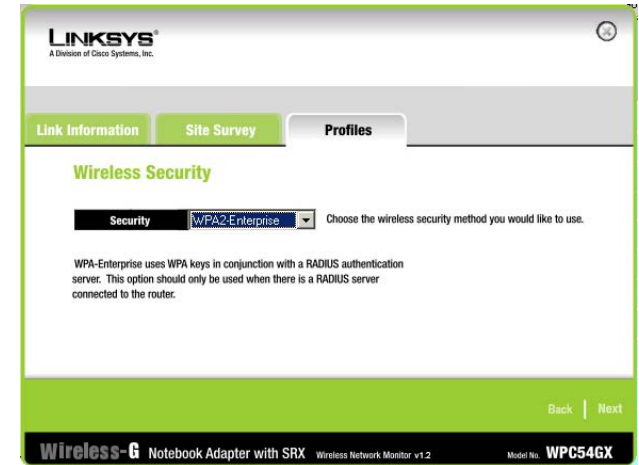 LINKSYS®
A Division of Cisco Systems, Inc.
Link Information Site Survey Profiles
Wireless Security
Security WPA2-Enterprise Choose the wireless security method you would like to use.
WPA-Enterprise uses WPA keys in conjunction with a RADIUS authentication
server. This option should only be used when there is a RADIUS server
connected to the router.
Back Next
Wireless-G Notebook Adapter with SRX Wireless Network Monitor v1.2 Model No. WPC54GX